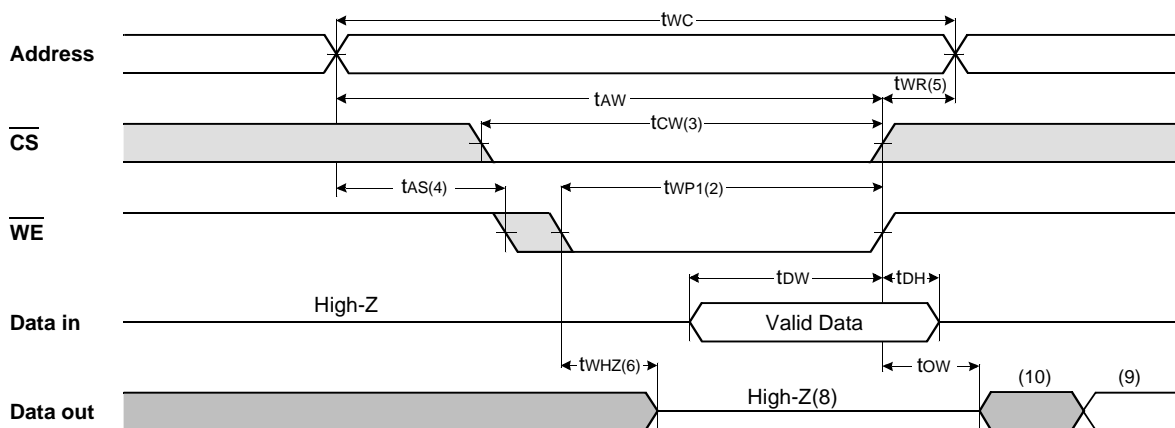 tWC
Address
tWR(5)
tAW
tCW(3)
CS
tAS(4)
tWP1(2)
WE
tDW
tDH
High-Z
Data in
Valid Data
tWHZ(6)
tOW
(10)
(9)
High-Z(8)
Data out